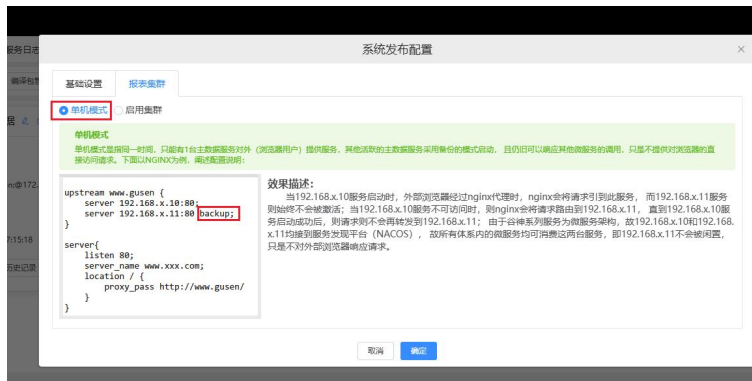 系统发布配置
服务日志
编译包管
居
n:@172.
7:15:18
历史记录
基础设置 报表集群
单机模式 启用集群
单机模式
单机模式是指同一时间，只能有1台主数据服务对外（浏览器用户）提供服务，其他活跃的主数据服务采用备份的模式启动，且仍旧可以响应其他微服务的调用，只是不提供对浏览器的直
接访问请求。下面以NGINX为例，阐述配置说明：
upstream www.gusen {
server 192.168.x.10:80;
server 192.168.x.11:80 backup;
}
server{
listen 80;
server_name www.xxx.com;
location / {
proxy_pass http://www.gusen/
}
}
效果描述：
当192.168.x.10服务启动时，外部浏览器经过nginx代理时，nginx会将请求引到此服务， 而192.168.x.11服务
则始终不会被激活；当192.168.x.10服务不可访问时，则nginx会将请求路由到192.168.x.11， 直到192.168.x.10服
务启动成功后，则请求则不会再转发到192.168.x.11； 由于谷神系列服务为微服务架构，故192.168.x.10和192.168.
x.11均接到服务发现平台（NACOS）， 故所有体系内的微服务均可消费这两台服务，即192.168.x.11不会被闲置，
只是不对外部浏览器响应请求。
取消 确定